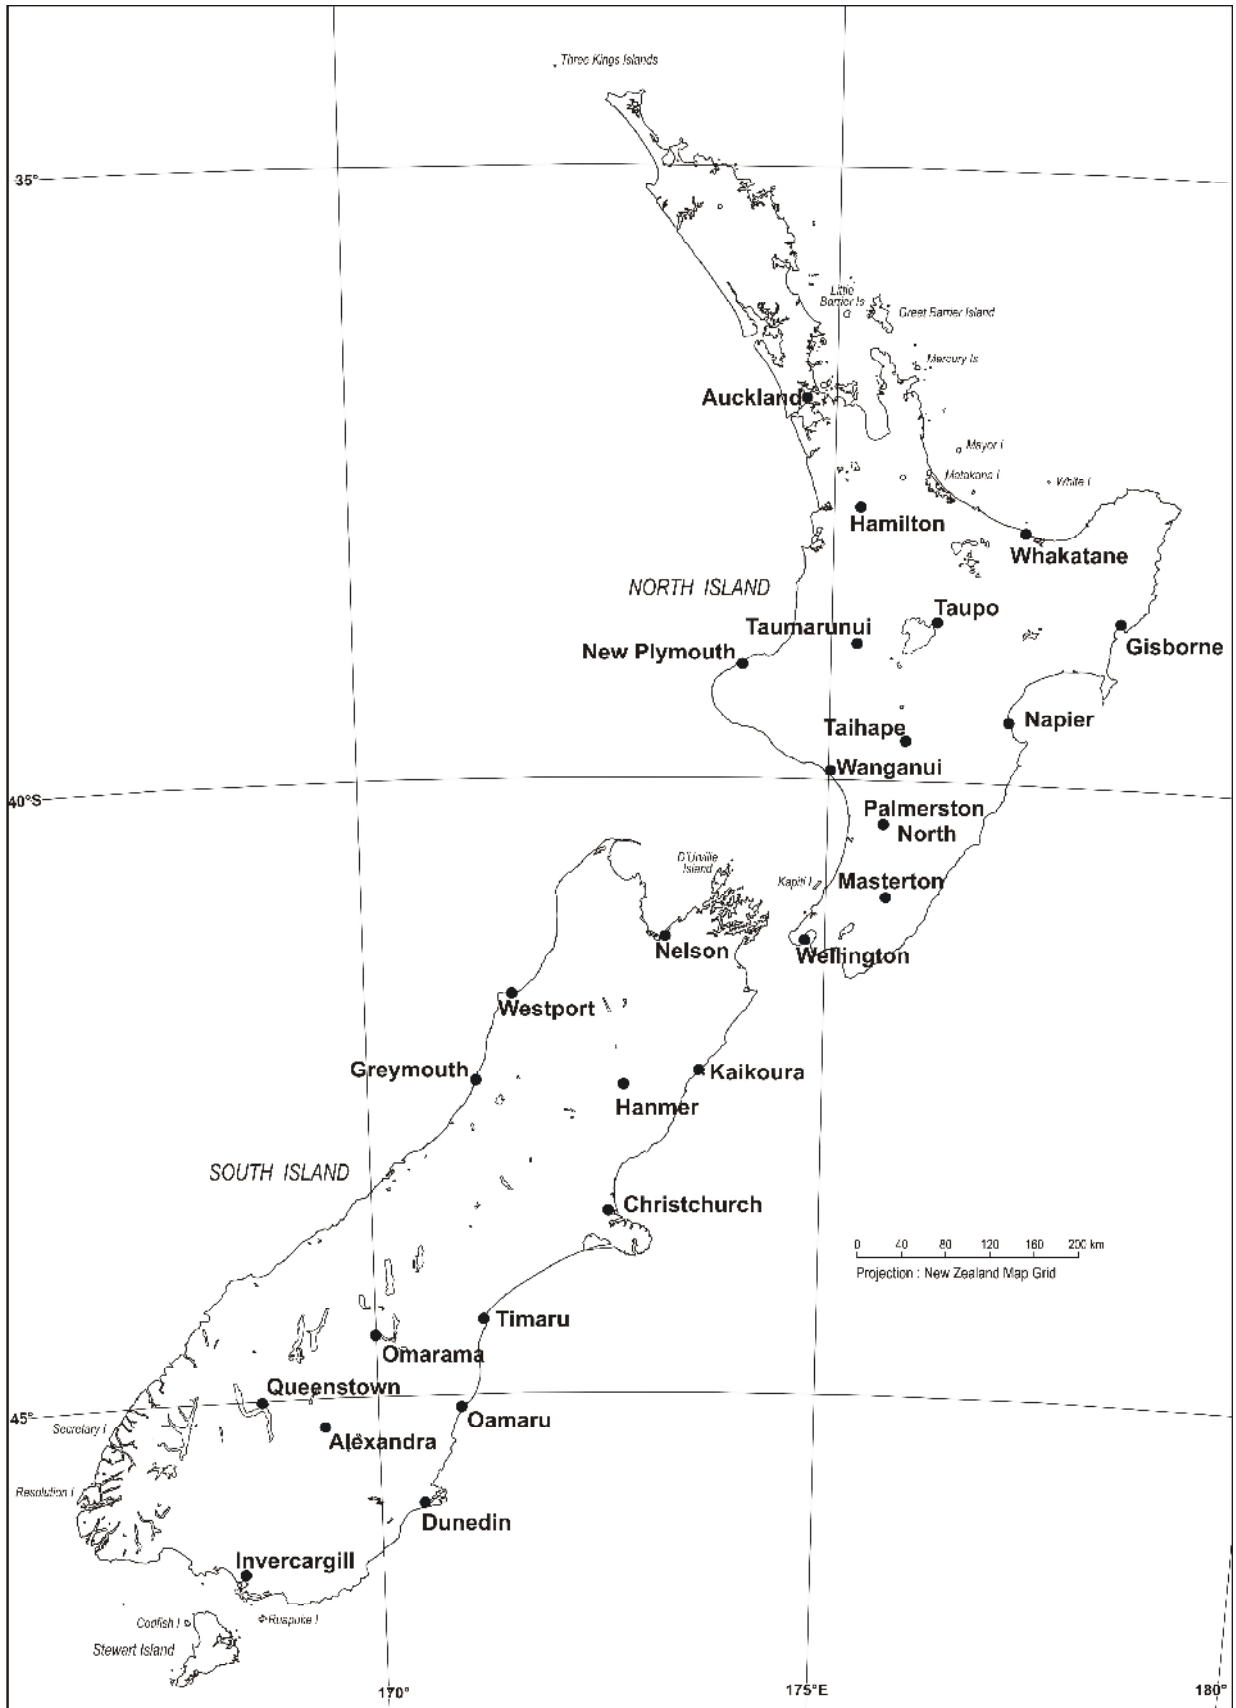 Three Kings Islands
35°
Little
Barrier Is
Great Barrier Island
Mercury Is
Auckland
Mayor I
Matakana I
White I
Hamilton
Whakatane
NORTH ISLAND
Taupo
Taumarunui
New Plymouth
Gisborne
Napier
Taihape
Wanganui
40°S
Palmerston
North
D'Urville
Island
Kapiti I
Masterton
Nelson
Wellington
Westport
Greymouth
Kaikoura
Hanmer
SOUTH ISLAND
Christchurch
0 40 80 120 160 200 km
Projection : New Zealand Map Grid
Timaru
Omarama
Queenstown
45°
Secretary I
Oamaru
Alexandra
Resolution I
Dunedin
Invercargill
Codfish I
Ruapuke I
Stewart Island
170°
175°E
180°